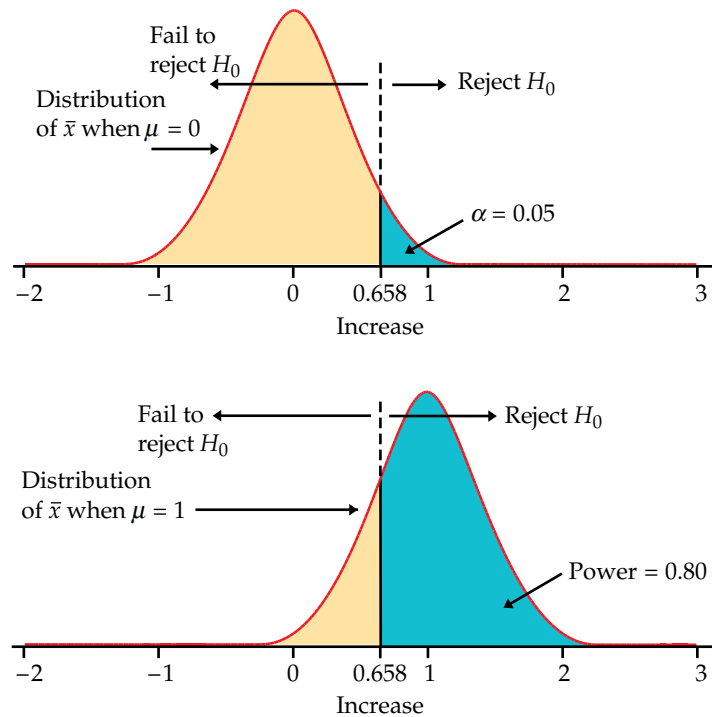 Fail to
reject H₀
Reject H₀
Distribution
of x̄ when μ = 0
α = 0.05
−2 −1 0 0.658 1 2 3
Increase
Fail to
reject H₀
Reject H₀
Distribution
of x̄ when μ = 1
Power = 0.80
−2 −1 0 0.658 1 2 3
Increase